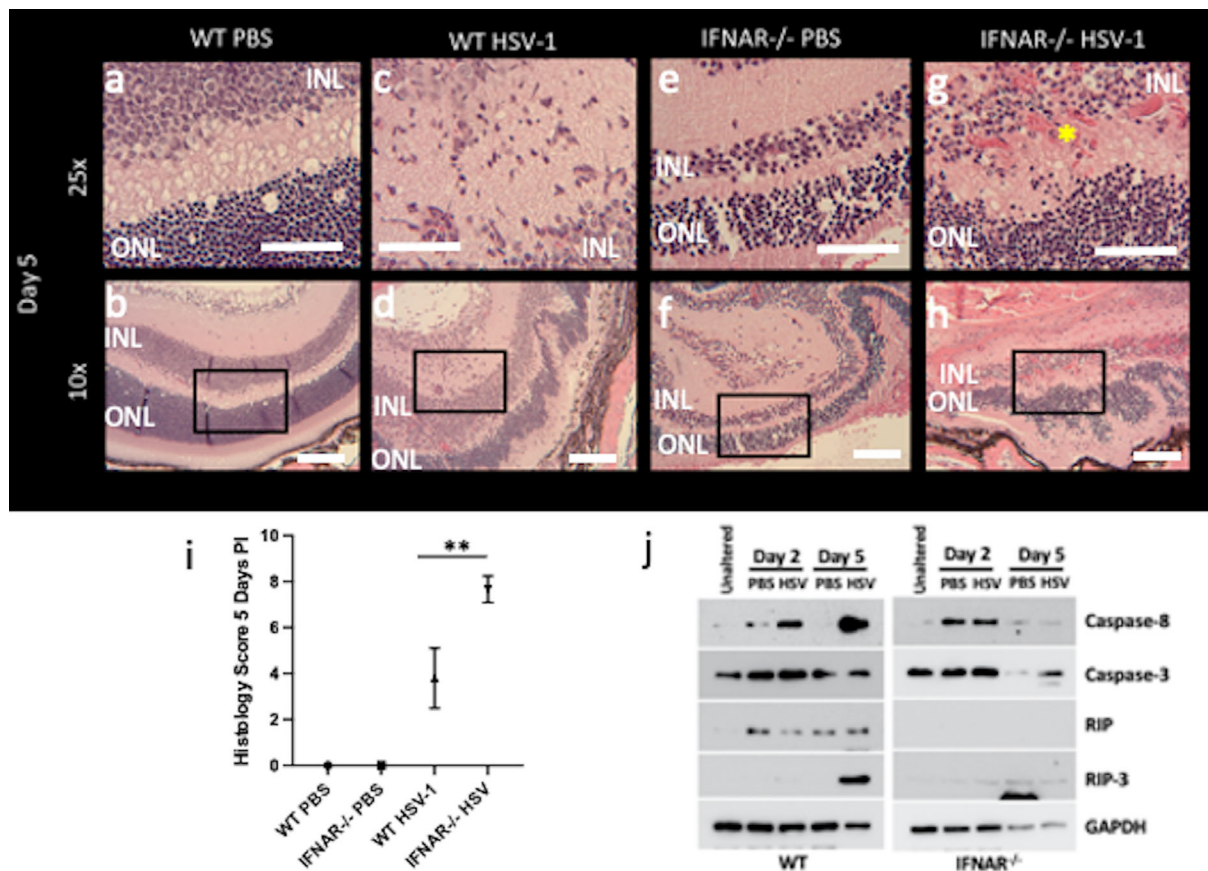 WT PBS WT HSV-1 IFNAR-/- PBS IFNAR-/- HSV-1
Day 5
25x
a INL ONL
c INL
e INL ONL
g INL * ONL
10x
b INL ONL
d INL ONL
f INL ONL
h INL ONL
i
Histology Score 5 Days PI
10
8
6
4
2
0
**
WT PBS
IFNAR-/- PBS
WT HSV-1
IFNAR-/- HSV
j
Unaltered Day 2 Day 5
PBS HSV PBS HSV
Unaltered Day 2 Day 5
PBS HSV PBS HSV
Caspase-8
Caspase-3
RIP
RIP-3
GAPDH
WT IFNAR-/-